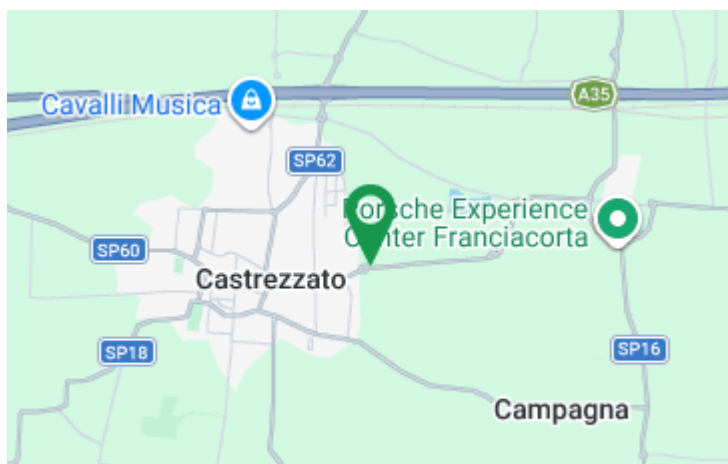 Cavalli Musica
A35
SP62
Porsche Experience
Center Franciacorta
SP60
Castrezzato
SP18
SP16
Campagna